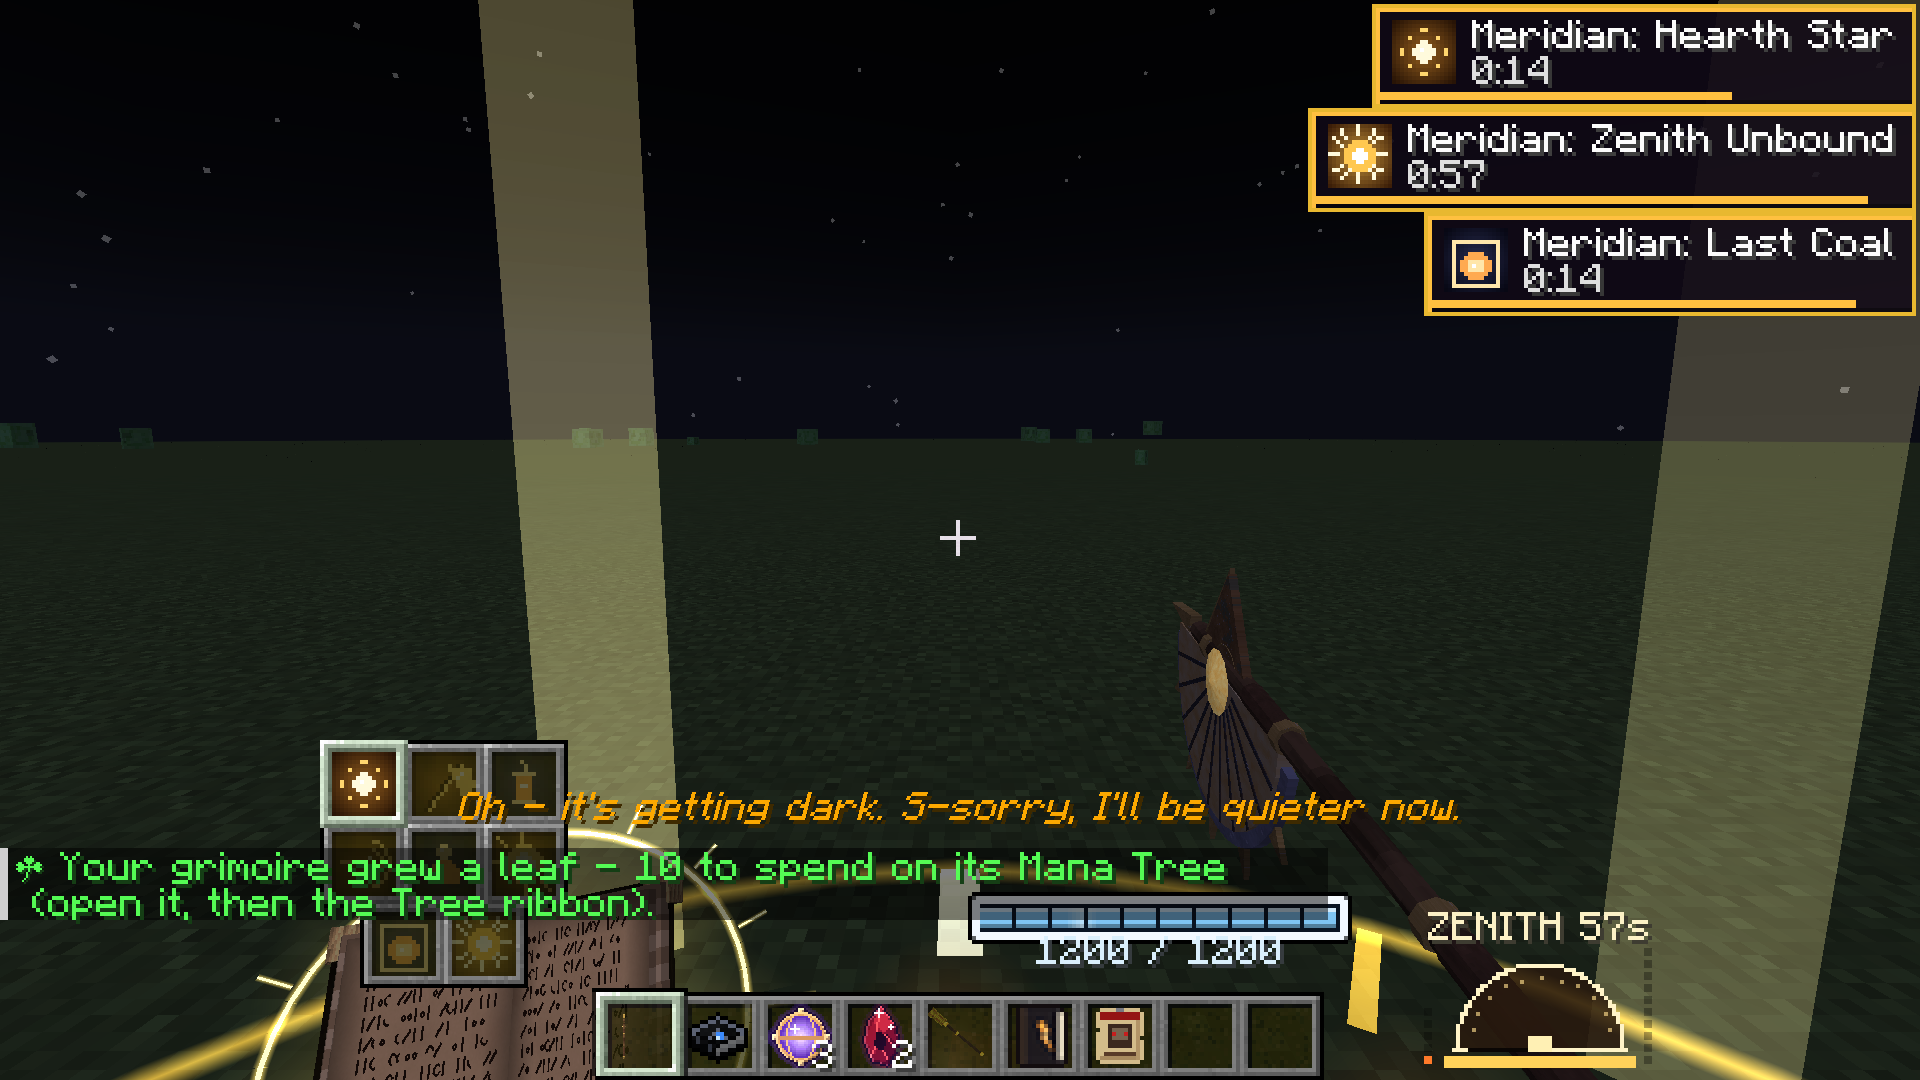 Meridian: Hearth Star
0:14
Meridian: Zenith Unbound
0:57
Meridian: Last Coal
0:14
Oh - it's getting dark. S-sorry, I'll be quieter now.
☘ Your grimoire grew a leaf - 10 to spend on its Mana Tree
(open it, then the Tree ribbon).
1200 / 1200
ZENITH 57s
3
2